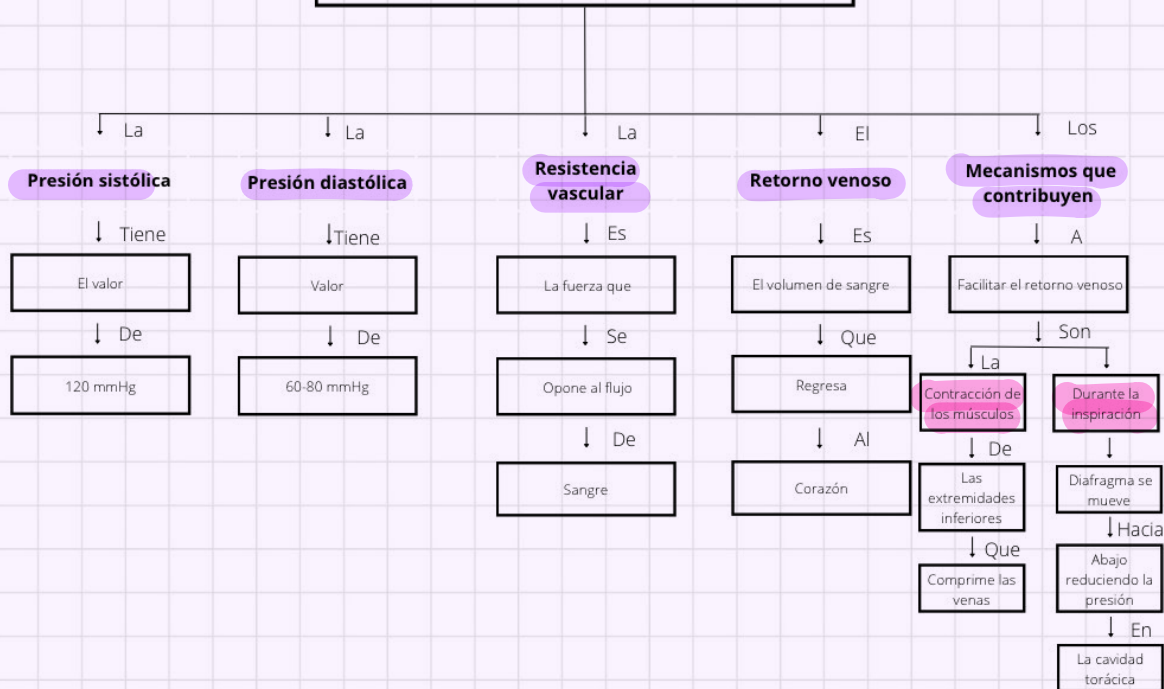 La
Presión sistólica
Tiene
El valor
De
120 mmHg
La
Presión diastólica
Tiene
Valor
De
60-80 mmHg
La
Resistencia
vascular
Es
La fuerza que
Se
Opone al flujo
De
Sangre
El
Retorno venoso
Es
El volumen de sangre
Que
Regresa
Al
Corazón
Los
Mecanismos que
contribuyen
A
Facilitar el retorno venoso
Son
La
Contracción de
los músculos
De
Las
extremidades
inferiores
Que
Comprime las
venas
Durante la
inspiración
Diafragma se
mueve
Hacia
Abajo
reduciendo la
presión
En
La cavidad
torácica